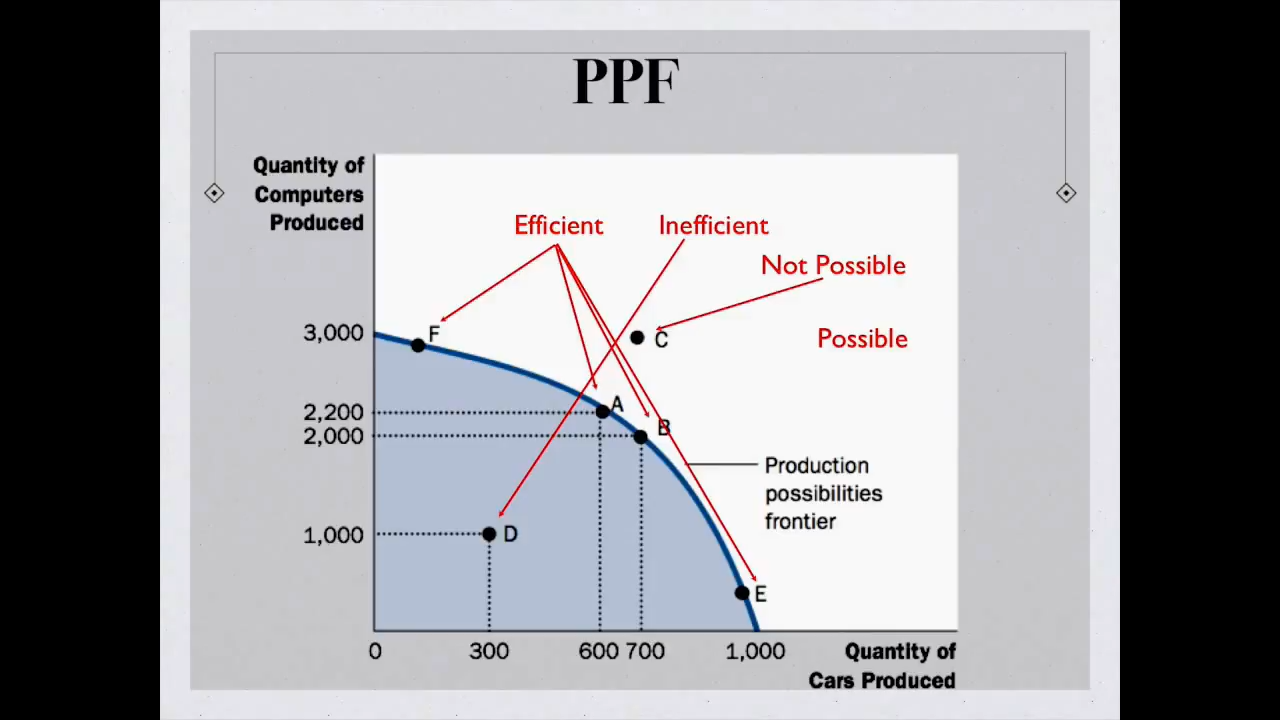 PPF
Quantity of
Computers
Produced
Efficient
Inefficient
Not Possible
Possible
3,000
F
C
2,200
A
2,000
B
Production
possibilities
frontier
1,000
D
E
0
300
600
700
1,000
Quantity of
Cars Produced